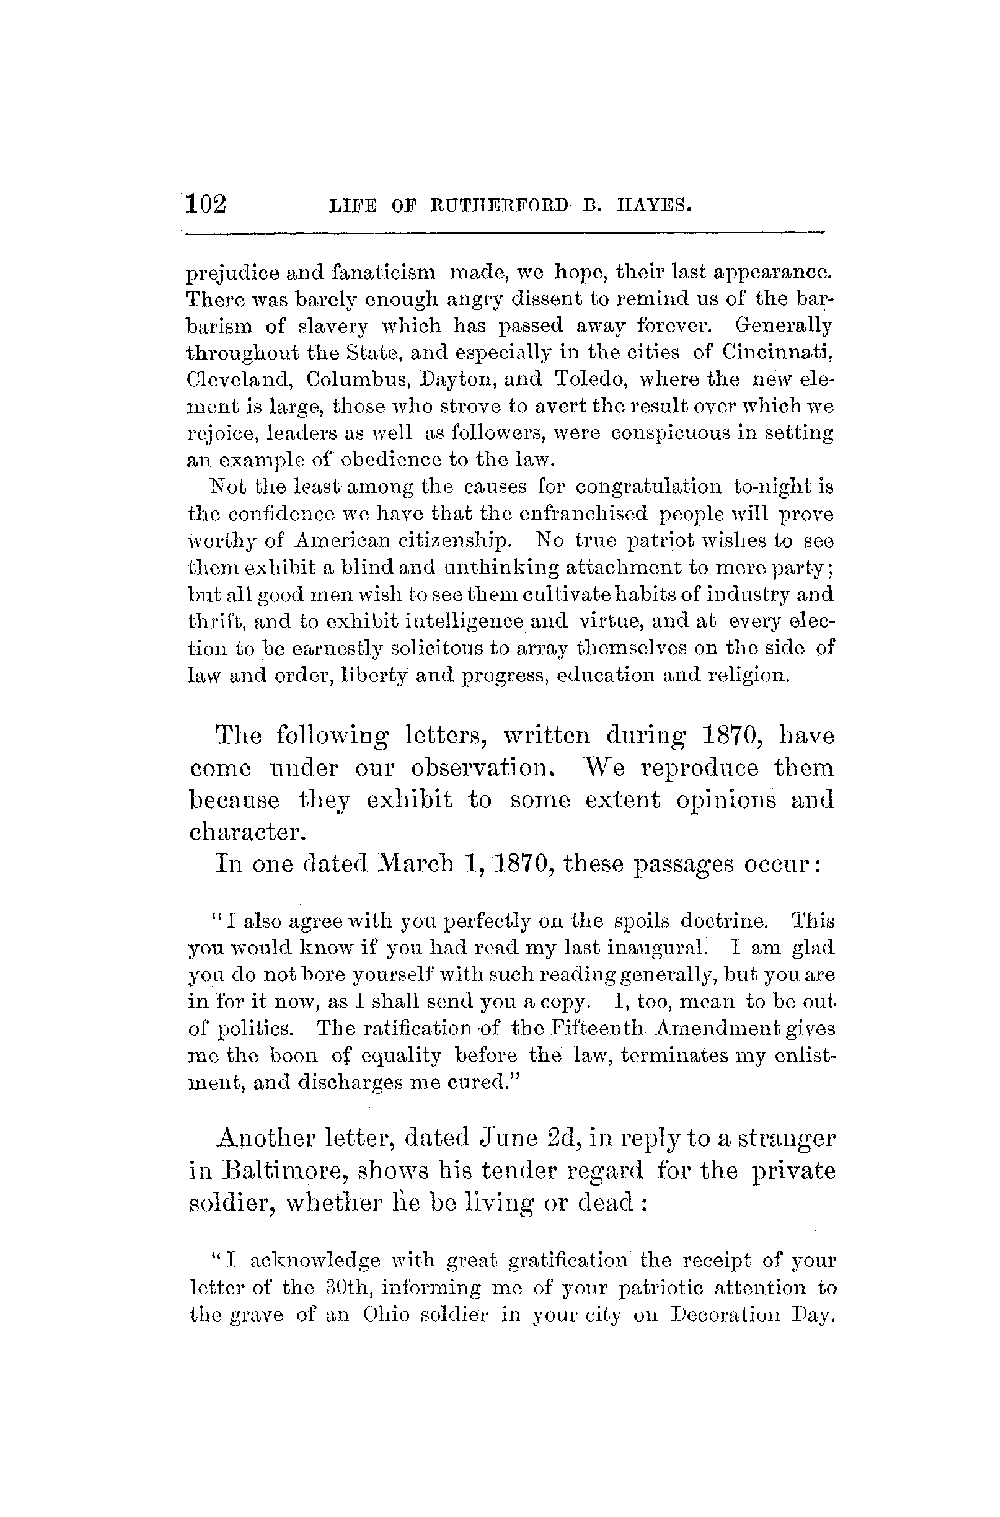 102 LIFE OF RUTHERFORD B. HAYES.
prejudice and fanaticism made, we hope, their last appearance.
There was barely enough angry dissent to remind us of the bar-
barism of slavery which has passed away forever. Generally
throughout the State, and especially in the cities of Cincinnati,
Cleveland, Columbus, Dayton, and Toledo, where the new ele-
ment is large, those who strove to avert the result over which we
rejoice, leaders as well as followers, were conspicuous in setting
an example of obedience to the law.
Not the least among the causes for congratulation to-night is
the confidence we have that the enfranchised people will prove
worthy of American citizenship. No true patriot wishes to see
them exhibit a blind and unthinking attachment to mere party;
but all good men wish to see them cultivate habits of industry and
thrift, and to exhibit intelligence and virtue, and at every elec-
tion to be earnestly solicitous to array themselves on the side of
law and order, liberty and progress, education and religion.
The following letters, written during 1870, have
come under our observation. We reproduce them
because they exhibit to some extent opinions and
character.
In one dated March 1, 1870, these passages occur:
"I also agree with you perfectly on the spoils doctrine. This
you would know if you had read my last inaugural. I am glad
you do not bore yourself with such reading generally, but you are
in for it now, as I shall send you a copy. I, too, mean to be out
of politics. The ratification of the Fifteenth Amendment gives
me the boon of equality before the law, terminates my enlist-
ment, and discharges me cured."
Another letter, dated June 2d, in reply to a stranger
in Baltimore, shows his tender regard for the private
soldier, whether he be living or dead:
"I acknowledge with great gratification the receipt of your
letter of the 30th, informing me of your patriotic attention to
the grave of an Ohio soldier in your city on Decoration Day.